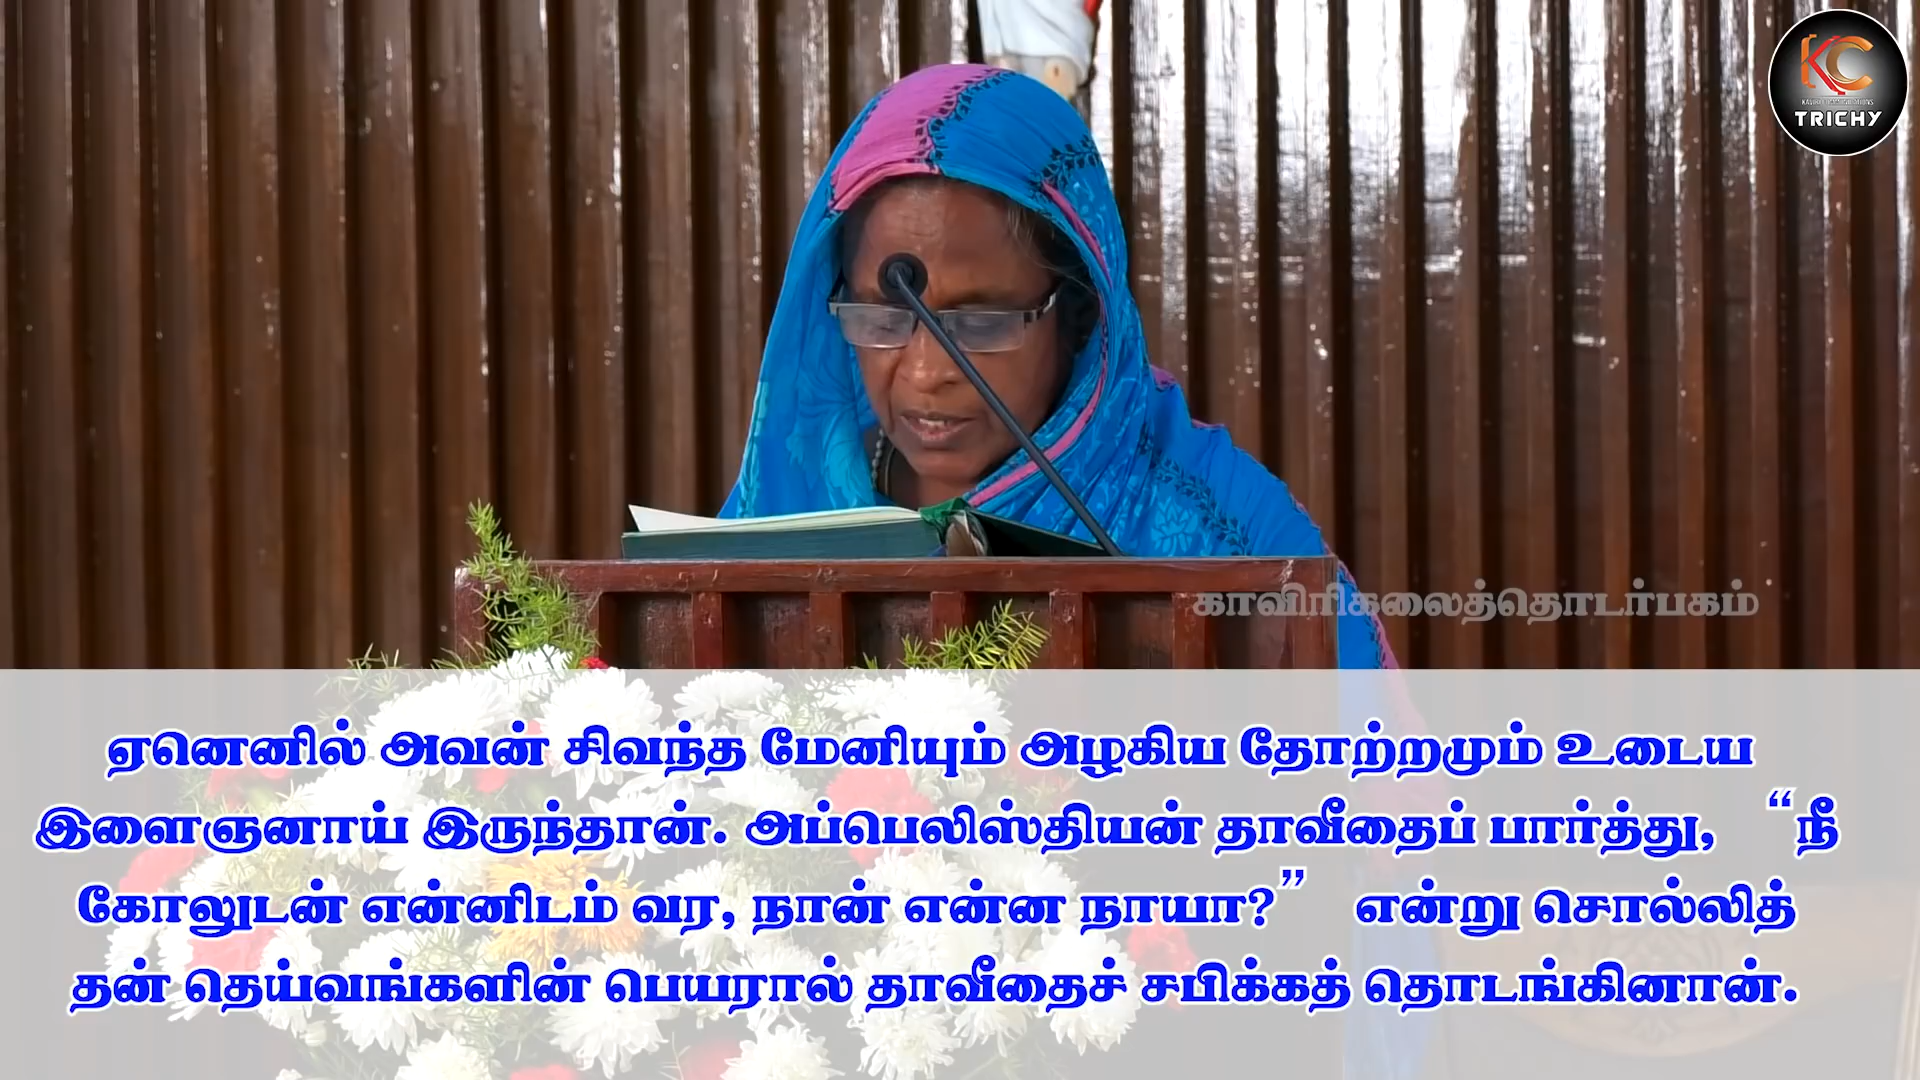 KC
TRICHY
காவிரிகலைத்தொடர்பகம்
ஏனெனில் அவன் சிவந்த மேனியும் அழகிய தோற்றமும் உடைய
இளைஞனாய் இருந்தான். அப்பெலிஸ்தியன் தாவீதைப் பார்த்து, “நீ
கோலுடன் என்னிடம் வர, நான் என்ன நாயா?” என்று சொல்லித்
தன் தெய்வங்களின் பெயரால் தாவீதைச் சபிக்கத் தொடங்கினான்.